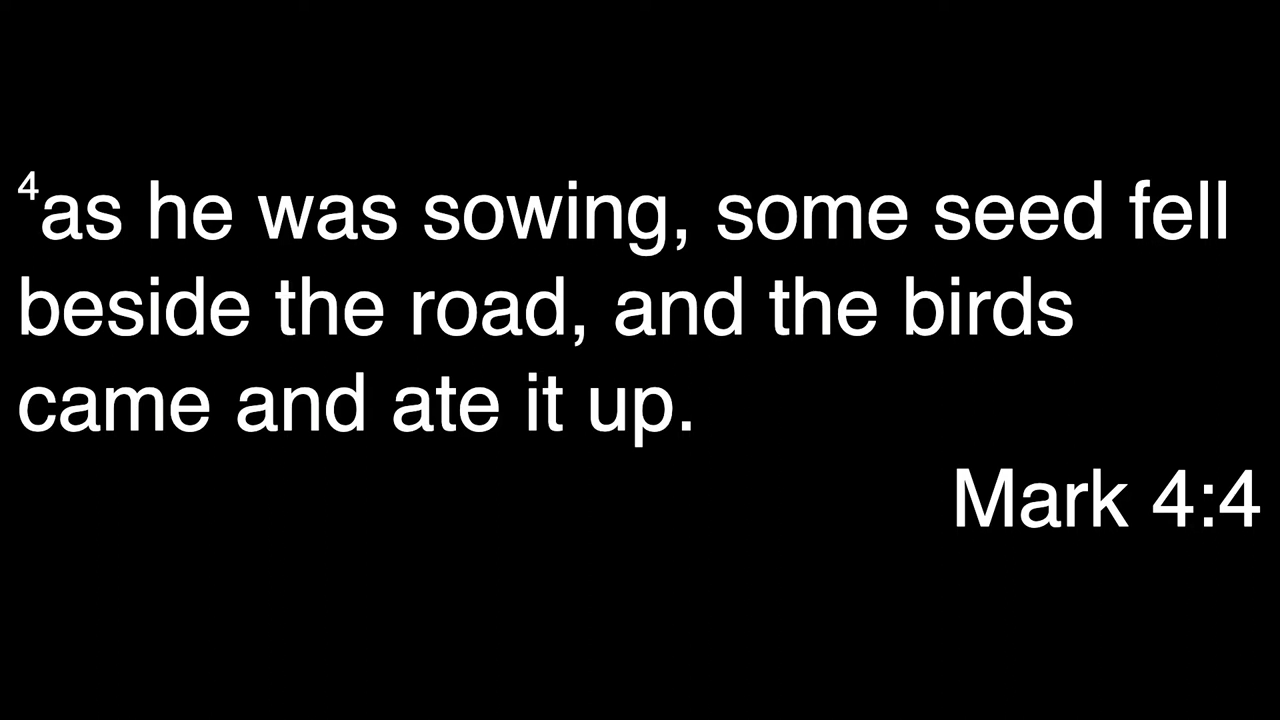 ⁴as he was sowing, some seed fell
beside the road, and the birds
came and ate it up.
Mark 4:4